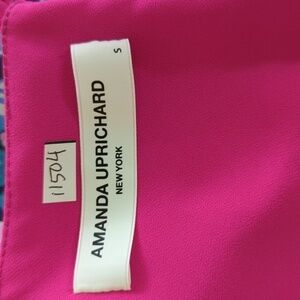 AMANDA UPRICHARD
NEW YORK
S
11504